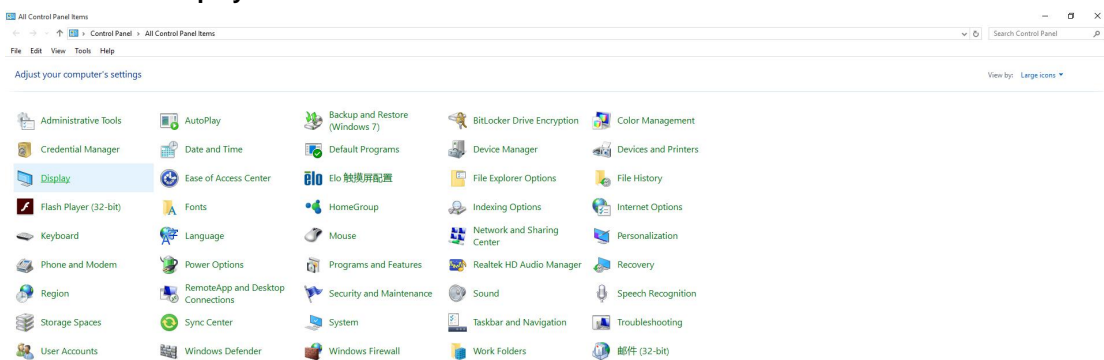 All Control Panel Items
Control Panel > All Control Panel Items
Search Control Panel
File Edit View Tools Help
Adjust your computer's settings
View by: Large icons
Administrative Tools
AutoPlay
Backup and Restore
(Windows 7)
BitLocker Drive Encryption
Color Management
Credential Manager
Date and Time
Default Programs
Device Manager
Devices and Printers
Display
Ease of Access Center
elo
Elo 触摸屏配置
File Explorer Options
File History
Flash Player (32-bit)
Fonts
HomeGroup
Indexing Options
Internet Options
Keyboard
Language
Mouse
Network and Sharing
Center
Personalization
Phone and Modem
Power Options
Programs and Features
Realtek HD Audio Manager
Recovery
Region
RemoteApp and Desktop
Connections
Security and Maintenance
Sound
Speech Recognition
Storage Spaces
Sync Center
System
Taskbar and Navigation
Troubleshooting
User Accounts
Windows Defender
Windows Firewall
Work Folders
邮件 (32-bit)